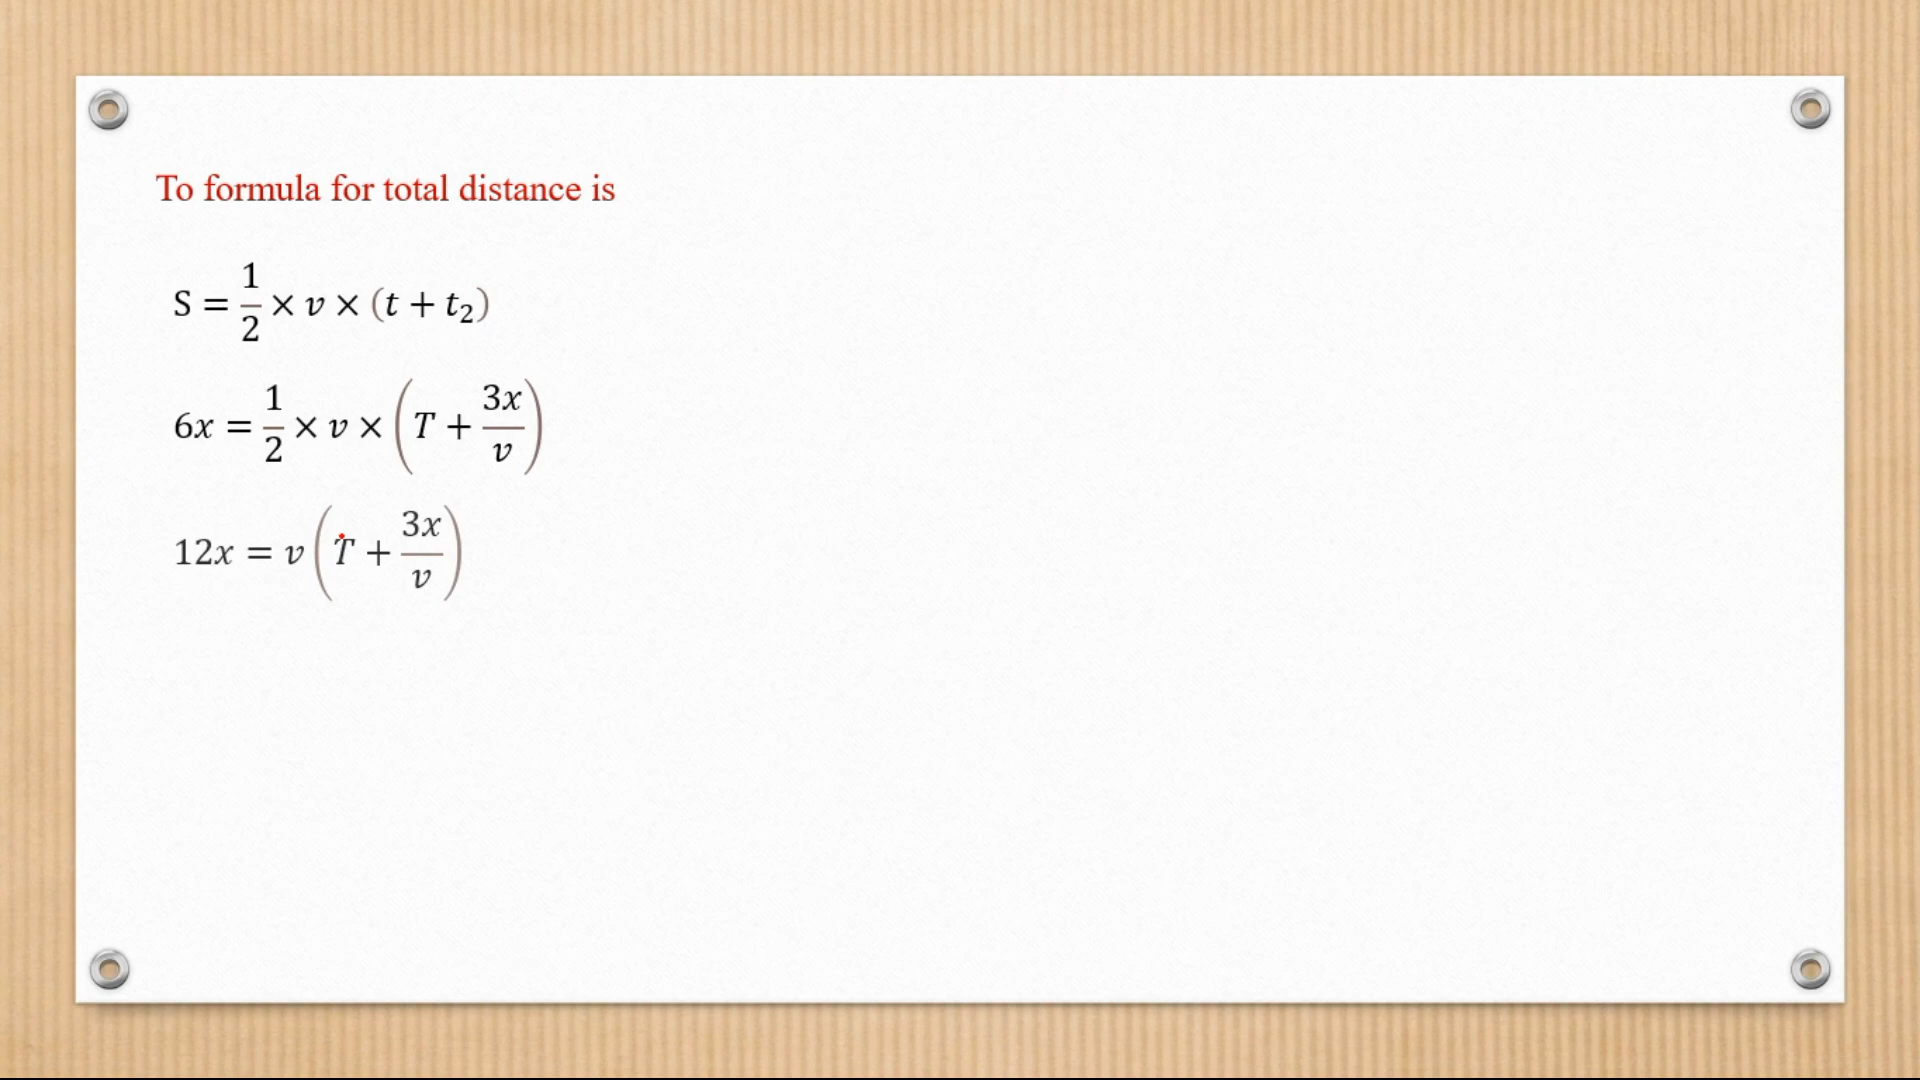 To formula for total distance is
S = 1/2 × v × (t + t₂)
6x = 1/2 × v × (T + 3x/v)
12x = v(T + 3x/v)